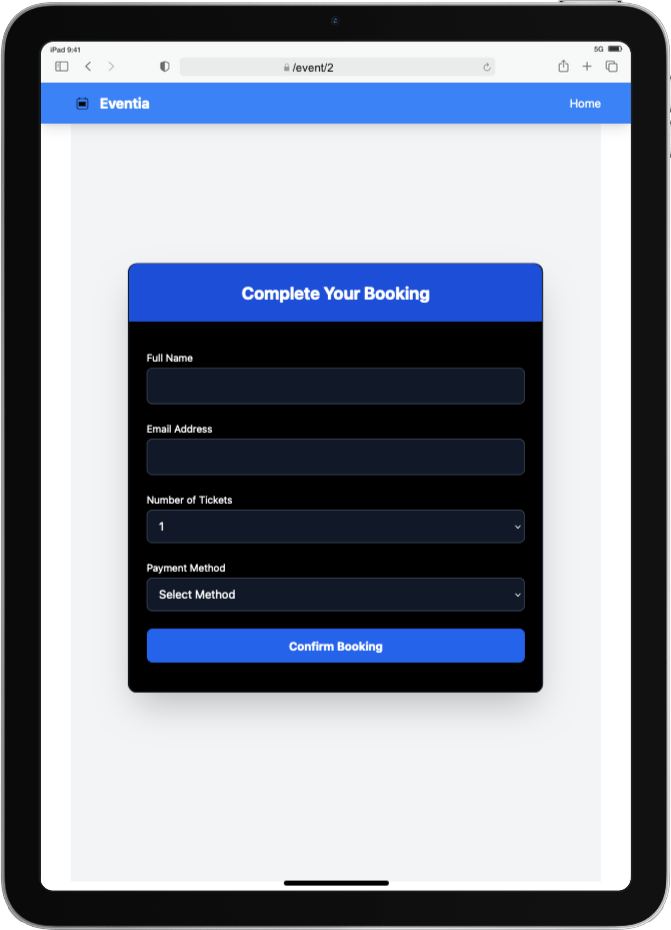 iPad 9:41
5G
/event/2
Eventia
Home
Complete Your Booking
Full Name
Email Address
Number of Tickets
1
Payment Method
Select Method
Confirm Booking